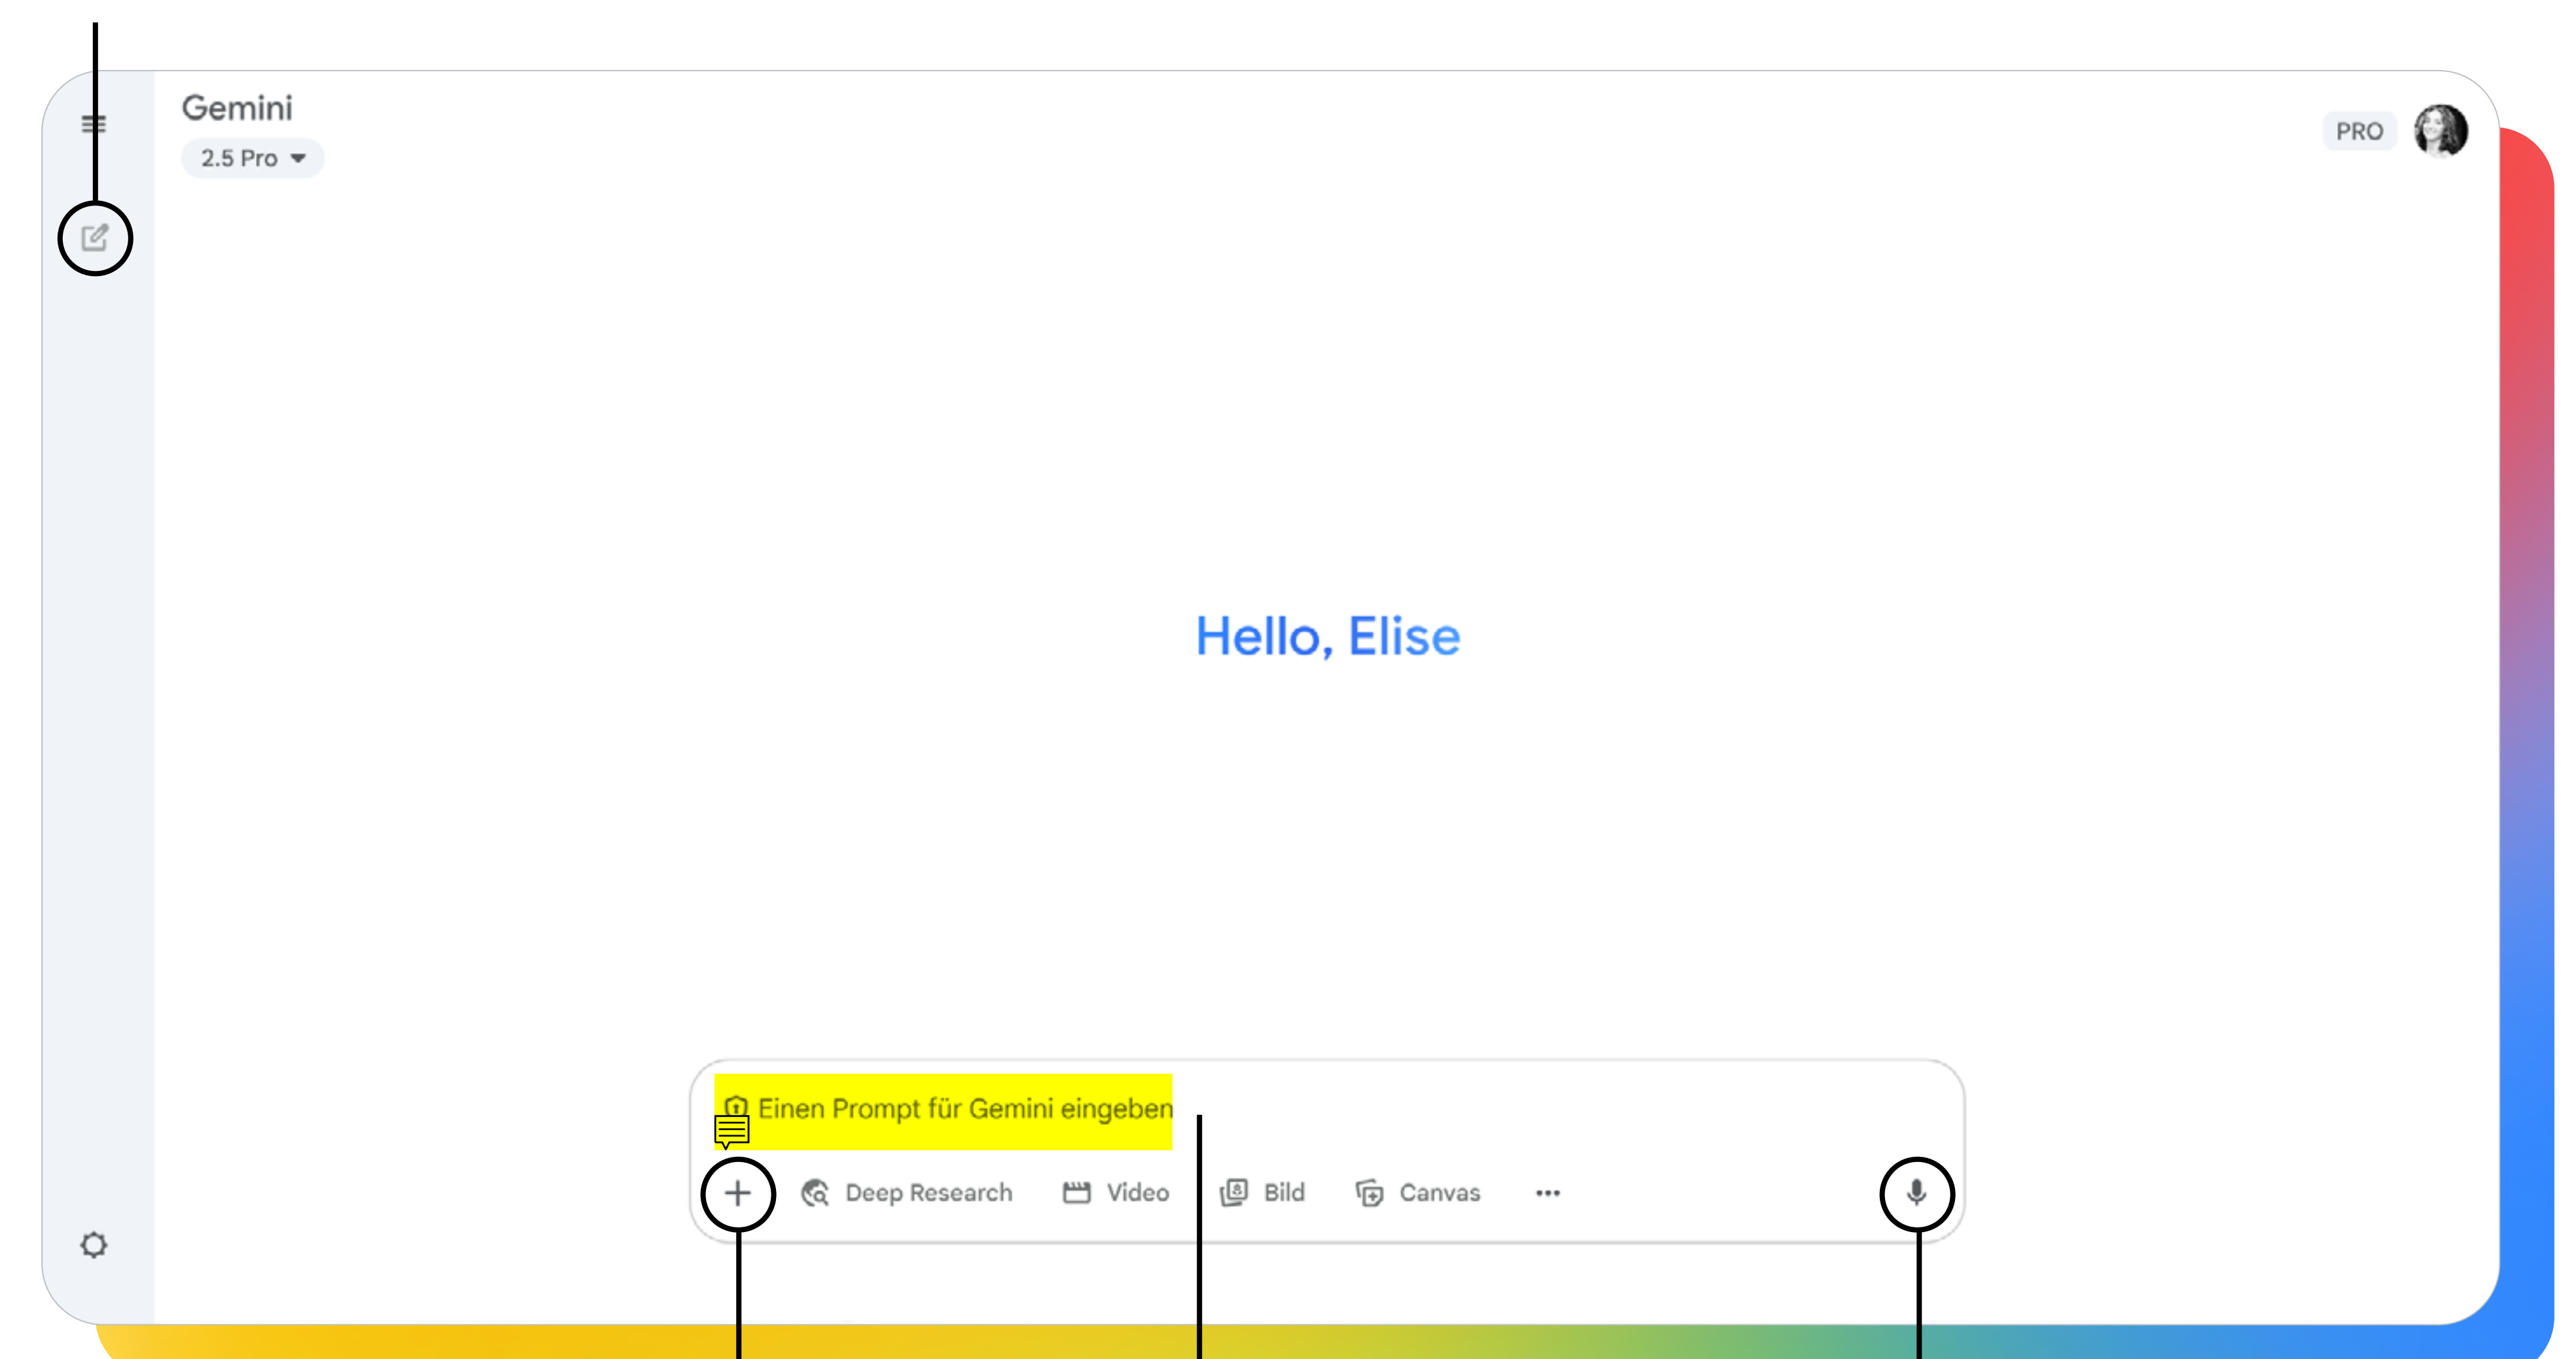 Gemini
2.5 Pro
PRO
Hello, Elise
Einen Prompt für Gemini eingeben
Deep Research Video Bild Canvas